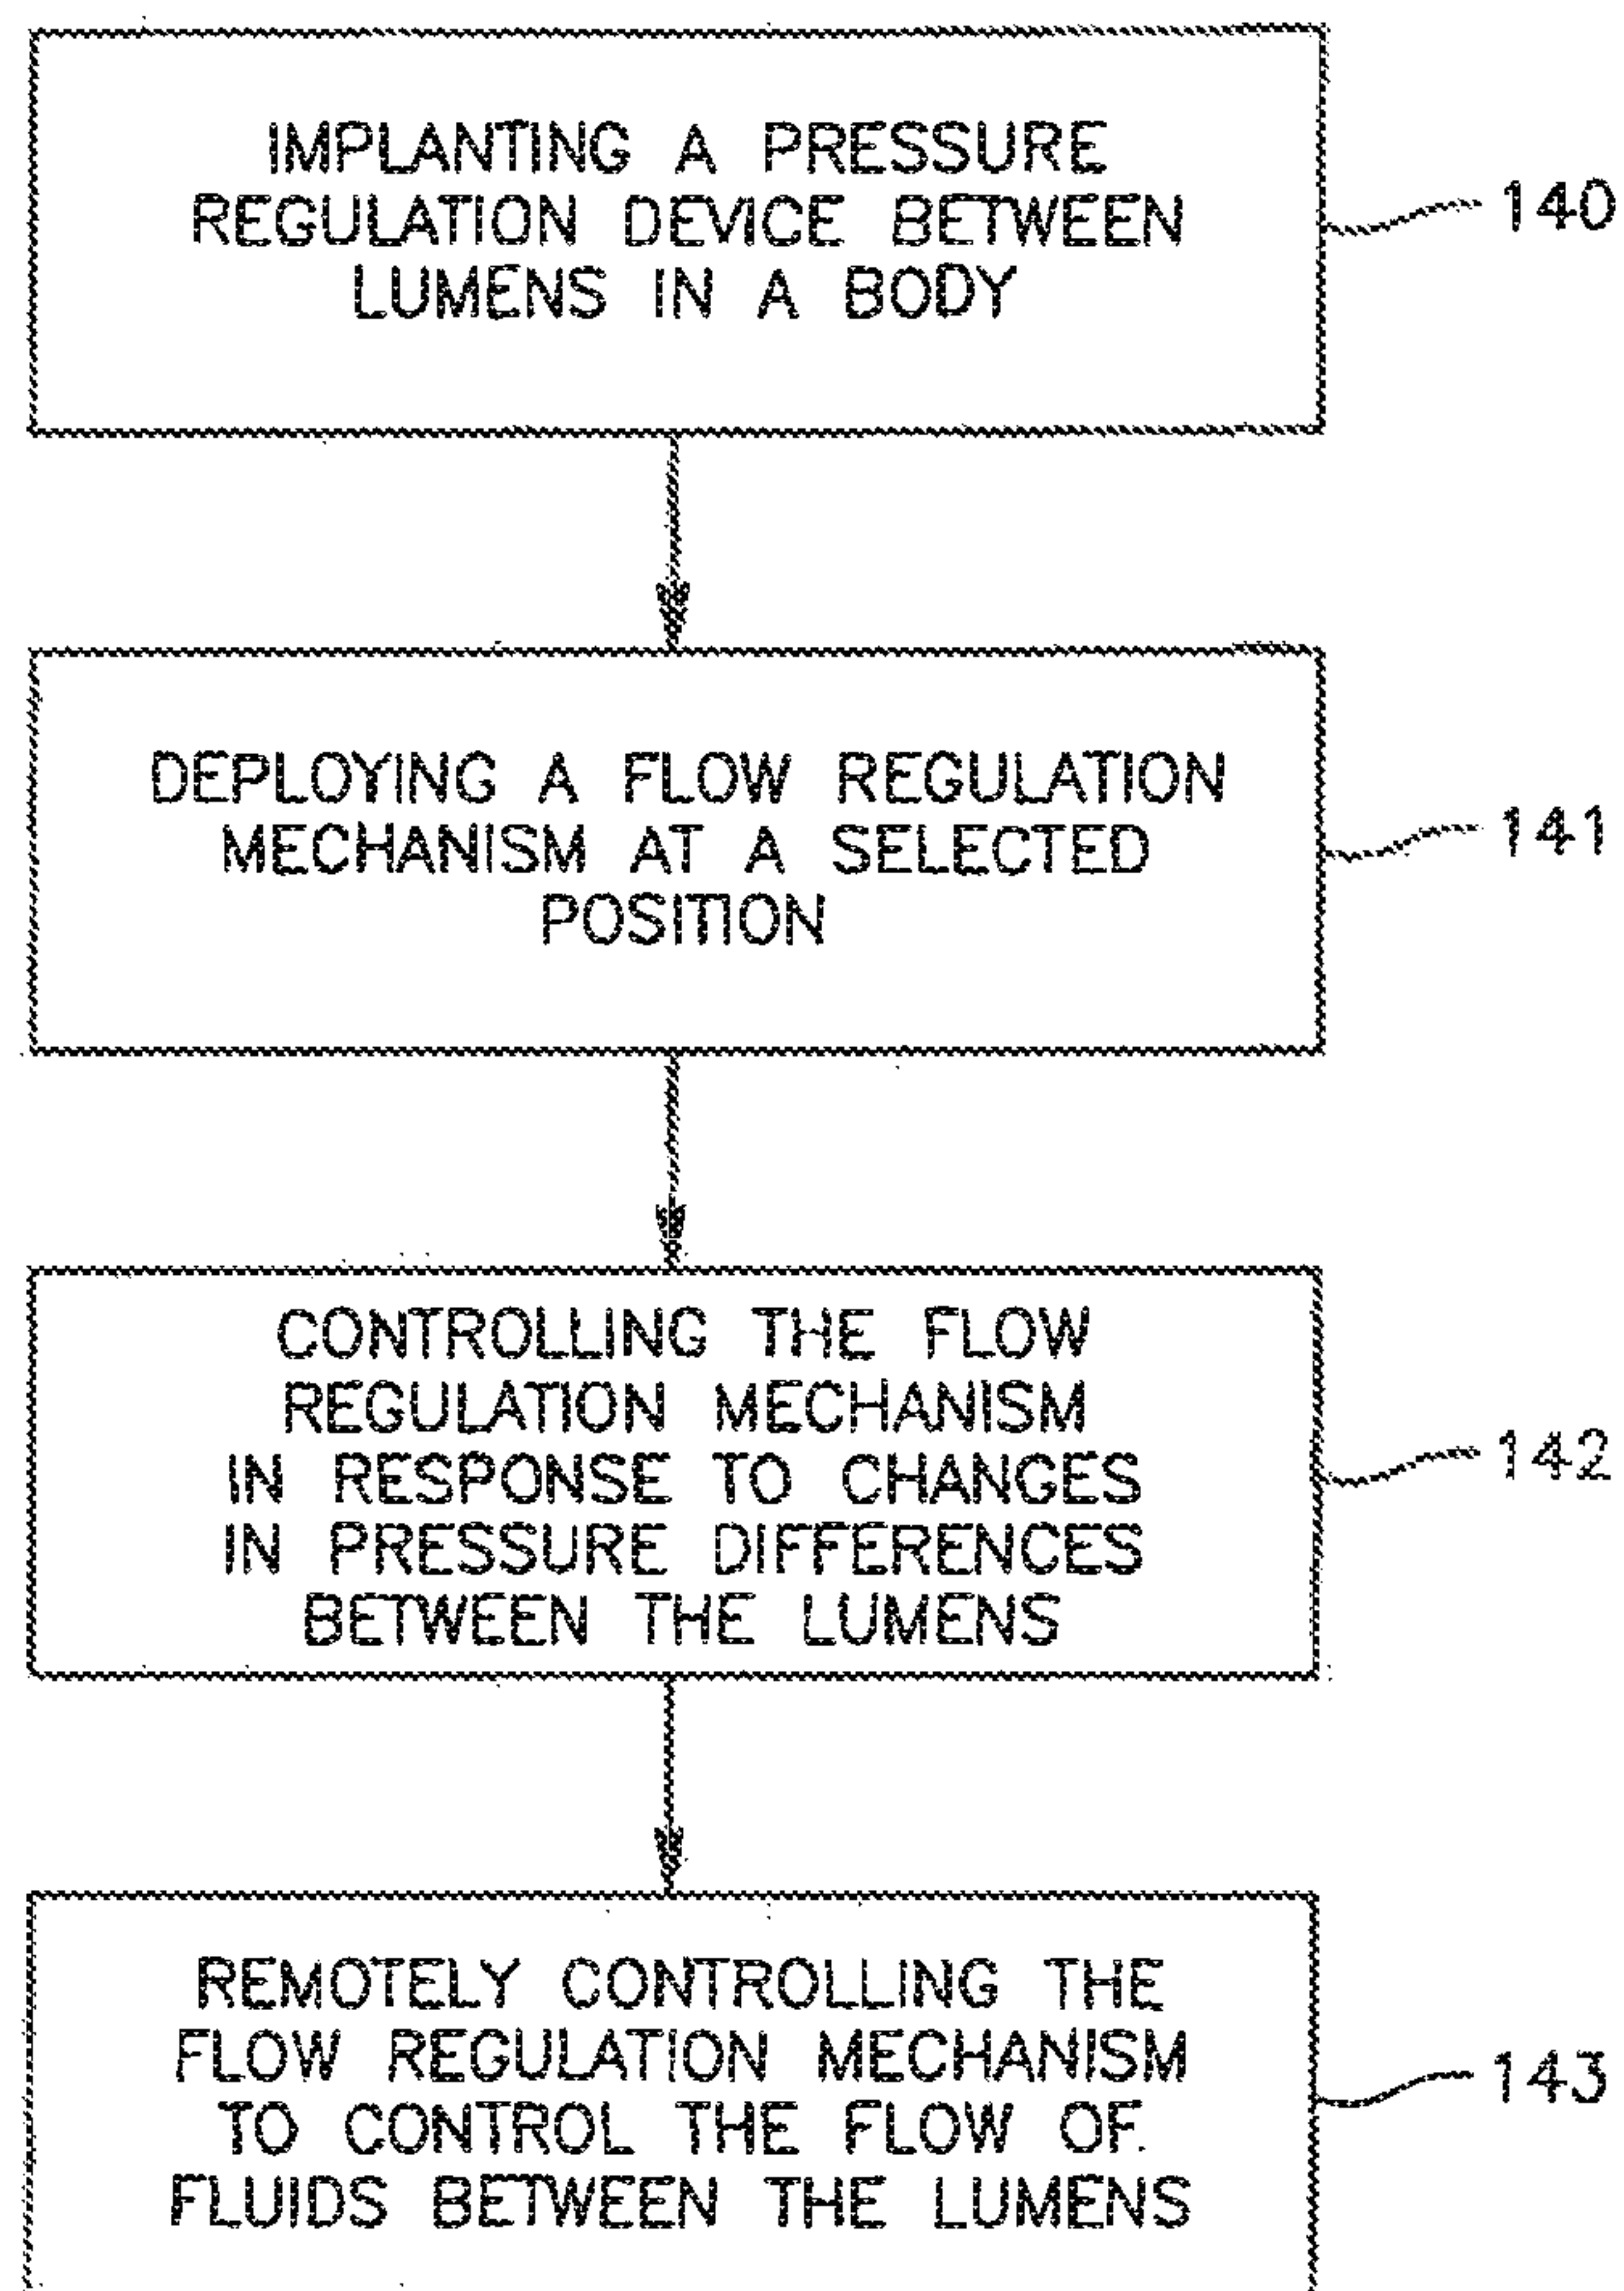 IMPLANTING A PRESSURE
REGULATION DEVICE BETWEEN
LUMENS IN A BODY
140
DEPLOYING A FLOW REGULATION
MECHANISM AT A SELECTED
POSITION
141
CONTROLLING THE FLOW
REGULATION MECHANISM
IN RESPONSE TO CHANGES
IN PRESSURE DIFFERENCES
BETWEEN THE LUMENS
142
REMOTELY CONTROLLING THE
FLOW REGULATION MECHANISM
TO CONTROL THE FLOW OF
FLUIDS BETWEEN THE LUMENS
143